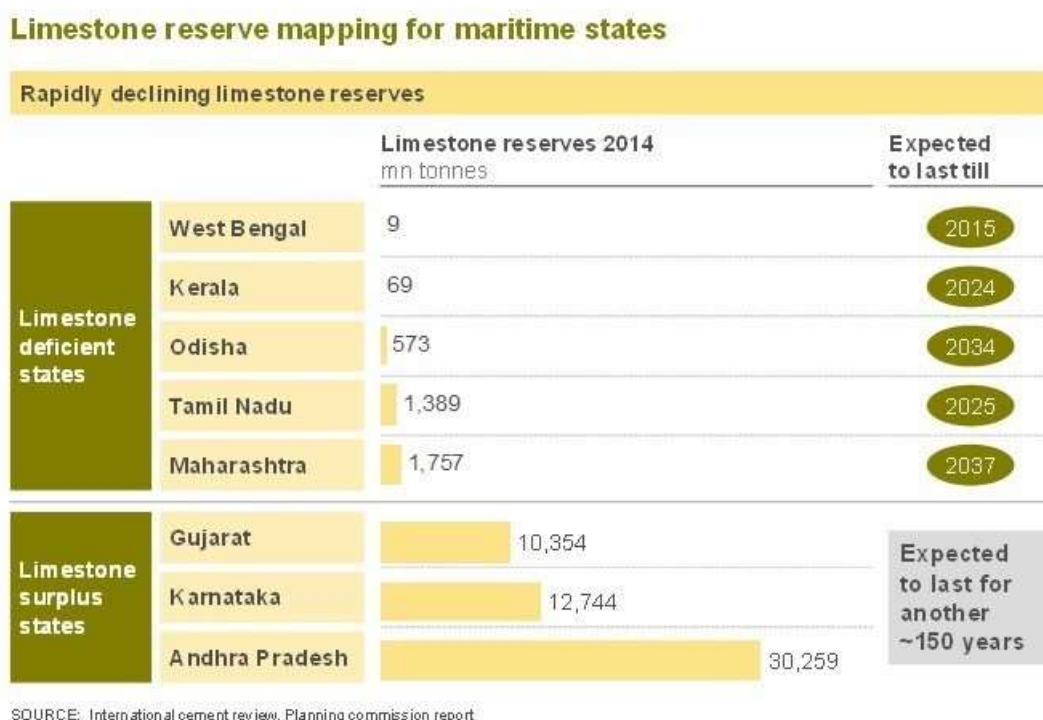 Limestone reserve mapping for maritime states
Rapidly declining limestone reserves
Limestone reserves 2014
mn tonnes
Expected
to last till
Limestone
deficient
states
West Bengal
9
2015
Kerala
69
2024
Odisha
573
2034
Tamil Nadu
1,389
2025
Maharashtra
1,757
2037
Limestone
surplus
states
Gujarat
10,354
Karnataka
12,744
Andhra Pradesh
30,259
Expected
to last for
another
~150 years
SOURCE: International cement review, Planning commission report